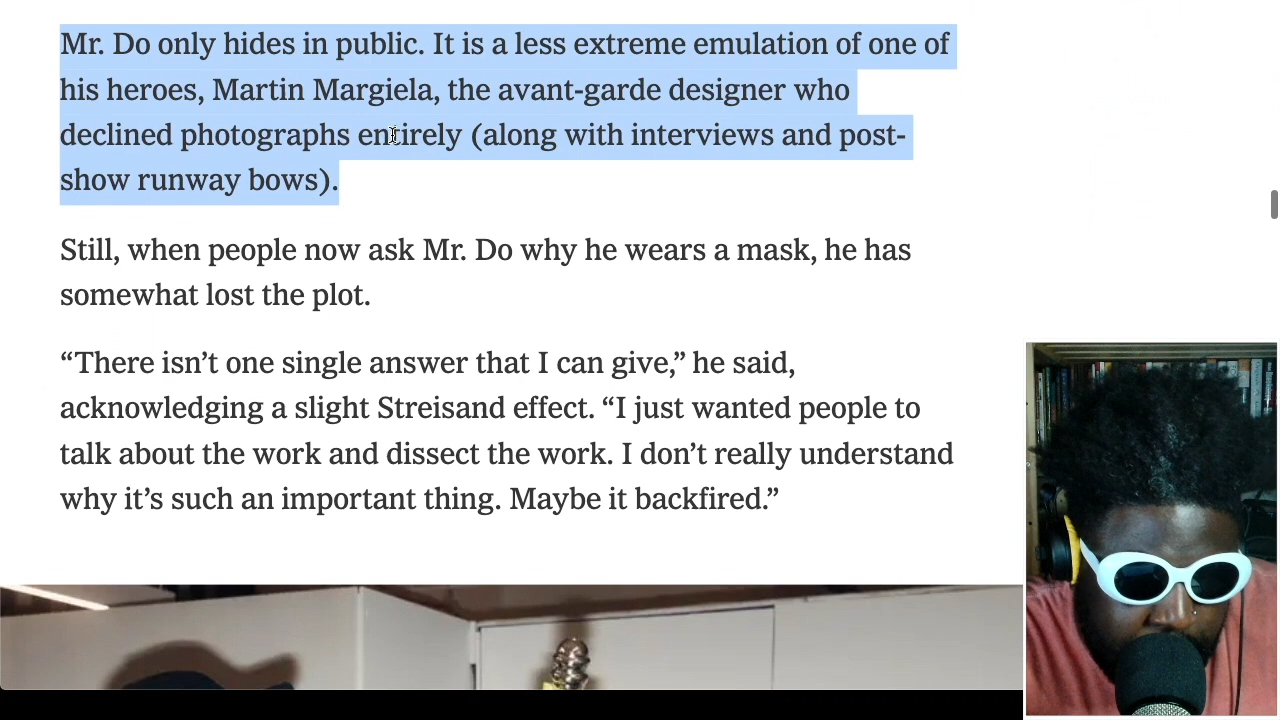 Mr. Do only hides in public. It is a less extreme emulation of one of
his heroes, Martin Margiela, the avant-garde designer who
declined photographs entirely (along with interviews and post-
show runway bows).
Still, when people now ask Mr. Do why he wears a mask, he has
somewhat lost the plot.
“There isn’t one single answer that I can give,” he said,
acknowledging a slight Streisand effect. “I just wanted people to
talk about the work and dissect the work. I don’t really understand
why it’s such an important thing. Maybe it backfired.”